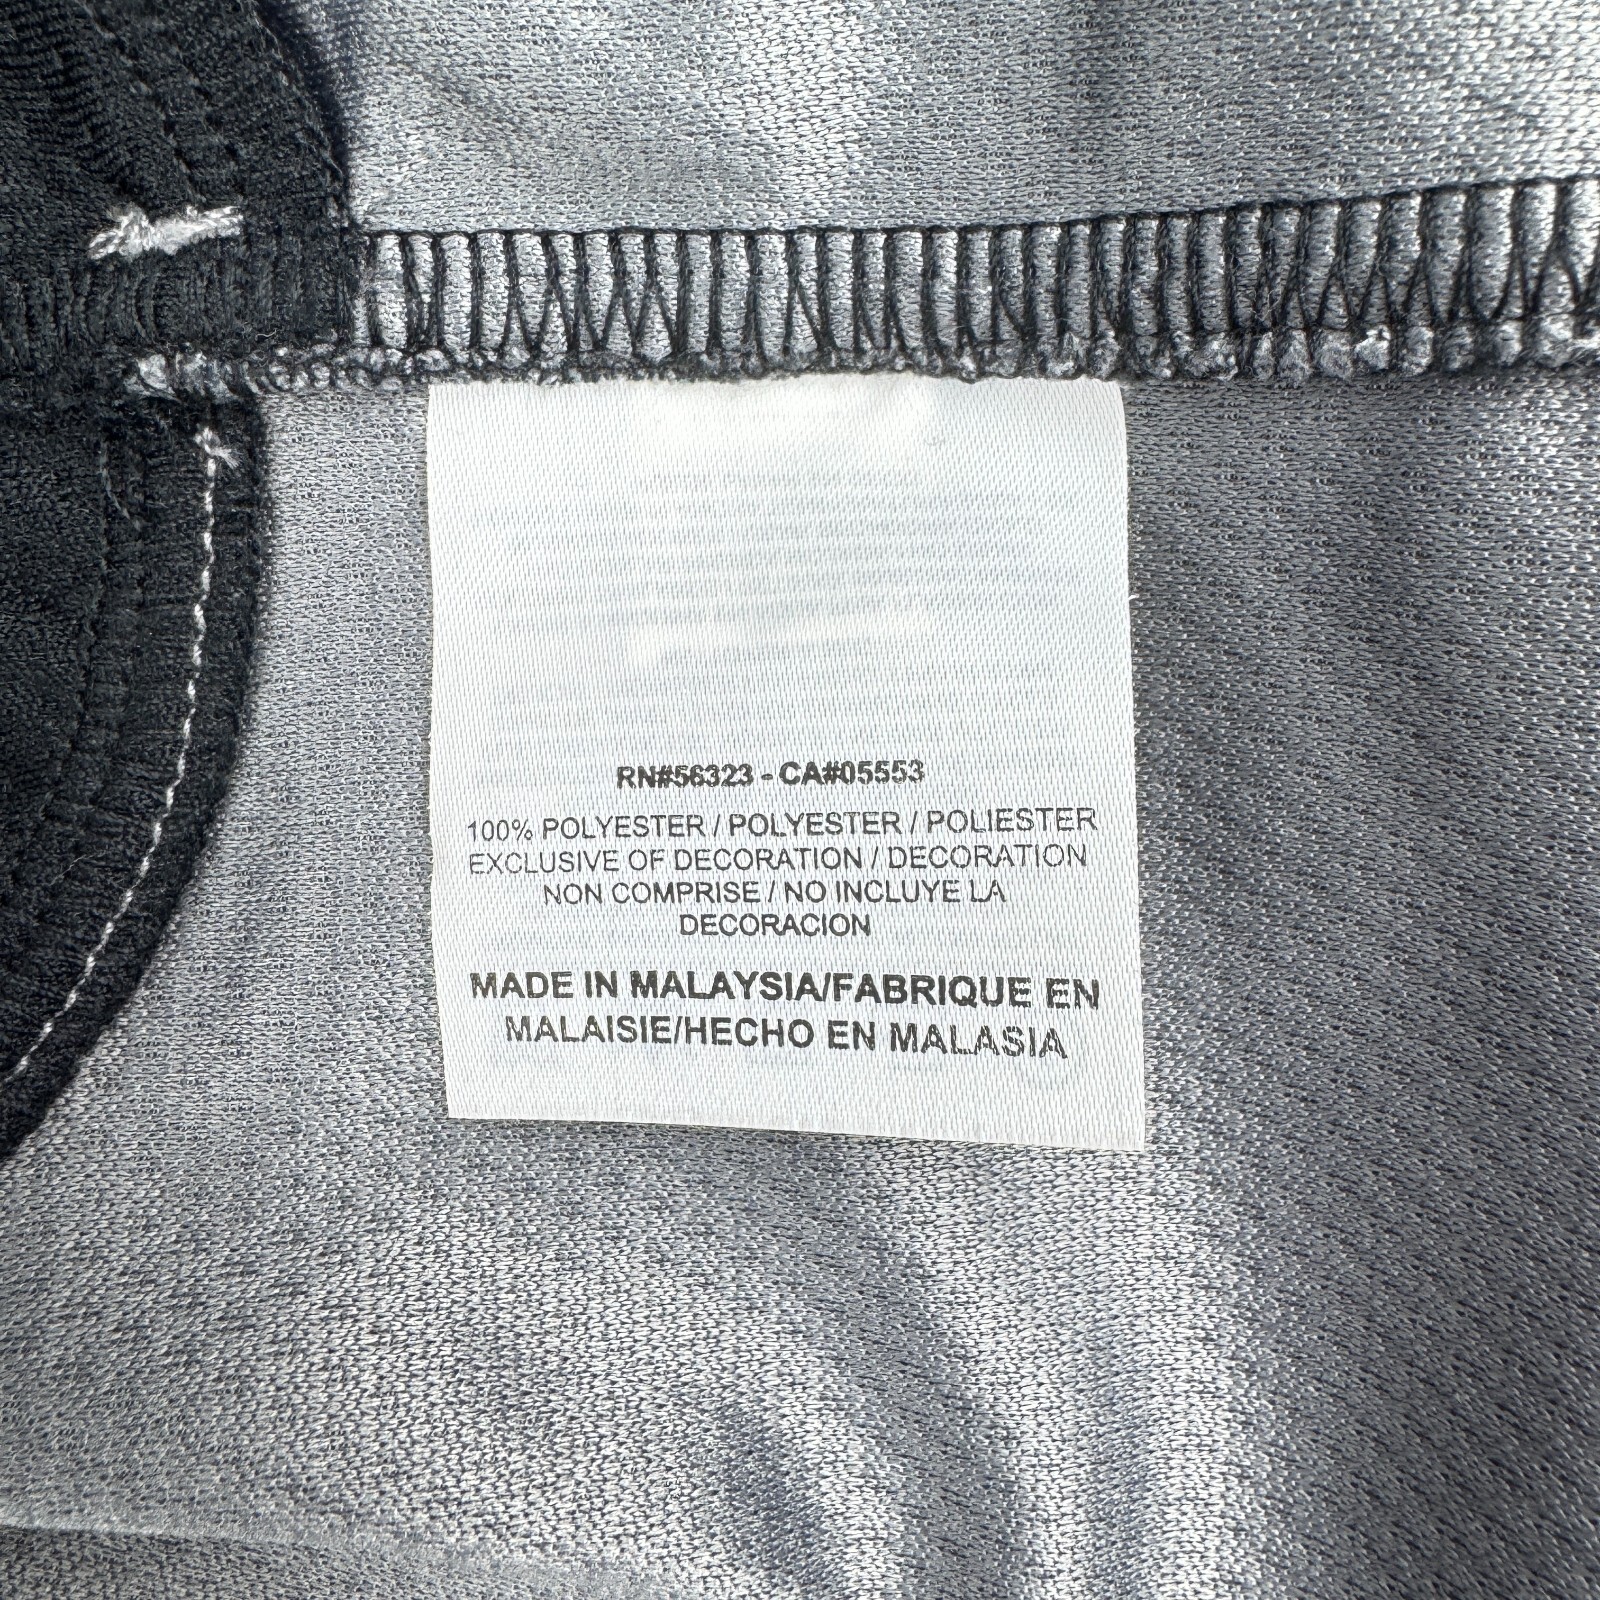 RN#56323 - CA#05553
100% POLYESTER / POLYESTER / POLIESTER
EXCLUSIVE OF DECORATION / DECORATION
NON COMPRISE / NO INCLUYE LA
DECORACION
MADE IN MALAYSIA/FABRIQUE EN
MALAISIE/HECHO EN MALASIA